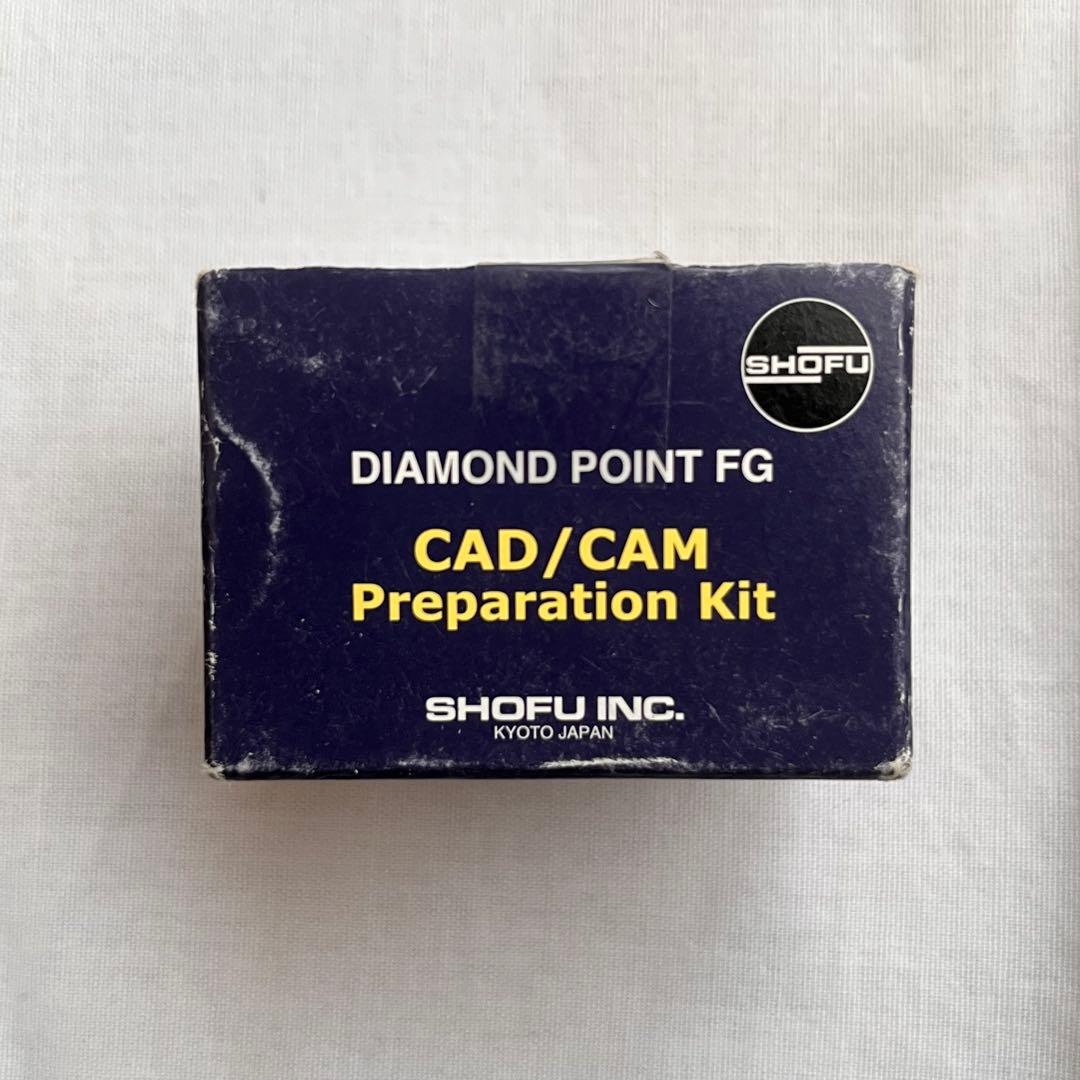 SHOFU
DIAMOND POINT FG
CAD/CAM
Preparation Kit
SHOFU INC.
KYOTO JAPAN